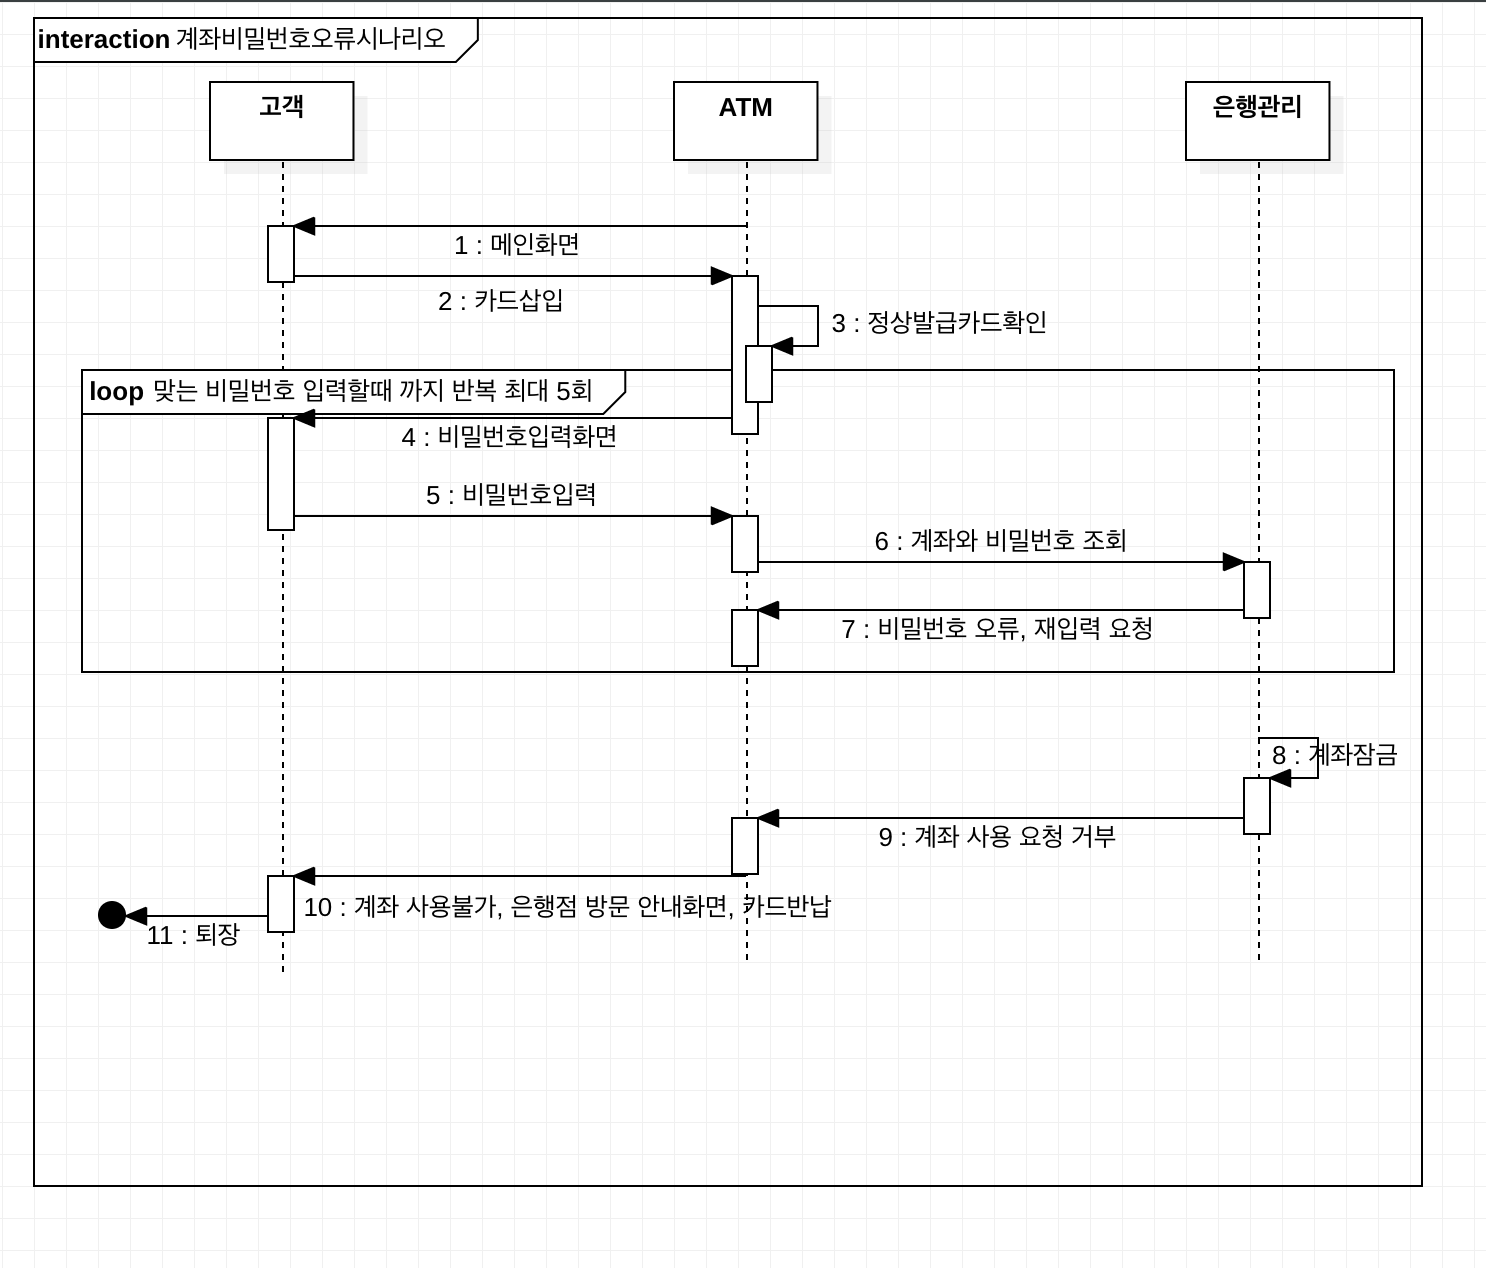 interaction 계좌비밀번호오류시나리오
고객
ATM
은행관리
1 : 메인화면
2 : 카드삽입
3 : 정상발급카드확인
loop 맞는 비밀번호 입력할때 까지 반복 최대 5회
4 : 비밀번호입력화면
5 : 비밀번호입력
6 : 계좌와 비밀번호 조회
7 : 비밀번호 오류, 재입력 요청
8 : 계좌잠금
9 : 계좌 사용 요청 거부
10 : 계좌 사용불가, 은행점 방문 안내화면, 카드반납
11 : 퇴장